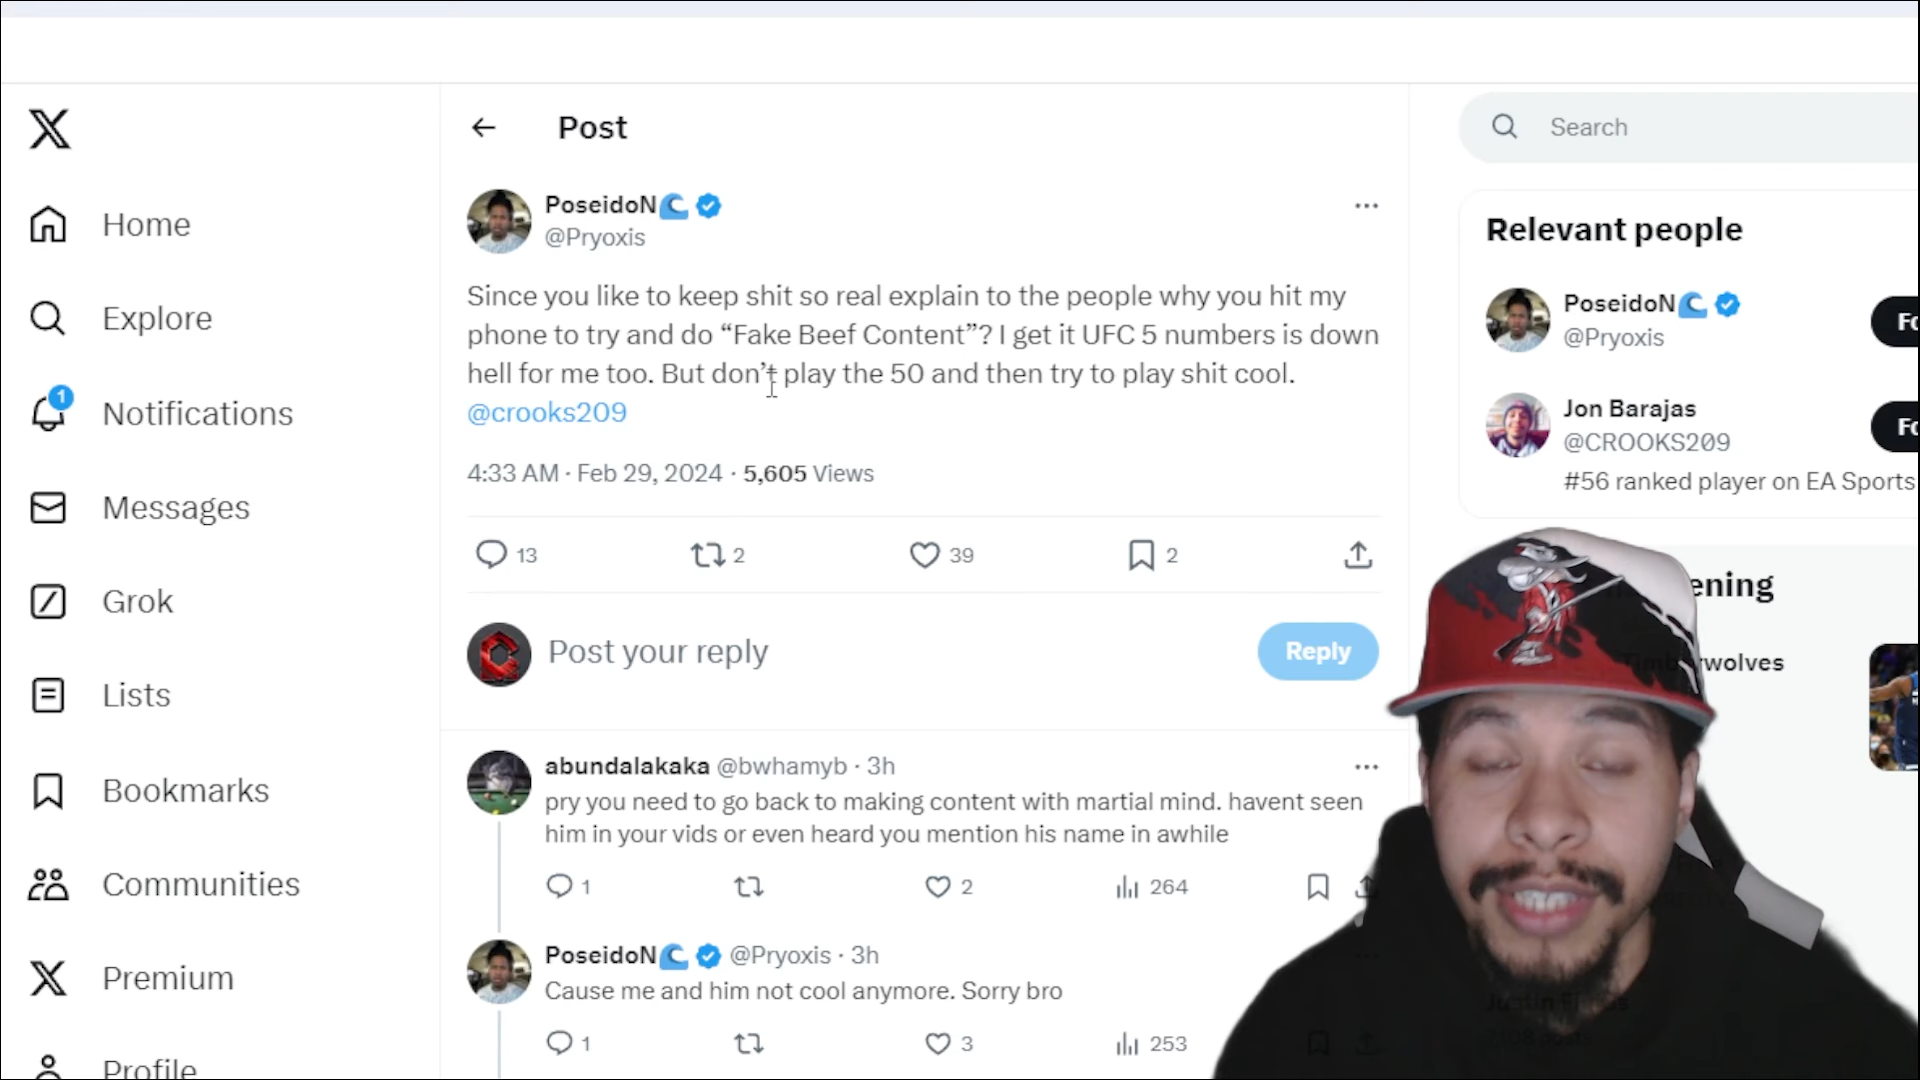 Post
Search
Home
Explore
1
Notifications
Messages
Grok
Lists
Bookmarks
Communities
Premium
Profile
PoseidoN
@Pryoxis
Since you like to keep shit so real explain to the people why you hit my
phone to try and do “Fake Beef Content”? I get it UFC 5 numbers is down
hell for me too. But don’t play the 50 and then try to play shit cool.
@crooks209
4:33 AM · Feb 29, 2024 · 5,605 Views
13 2 39 2
Post your reply
Reply
abundalakaka @bwhamyb · 3h
pry you need to go back to making content with martial mind. havent seen
him in your vids or even heard you mention his name in awhile
1 2 264
PoseidoN @Pryoxis · 3h
Cause me and him not cool anymore. Sorry bro
1 3 253
Relevant people
PoseidoN
@Pryoxis
Fo
Jon Barajas
@CROOKS209
Fo
#56 ranked player on EA Sports
ening
Timberwolves